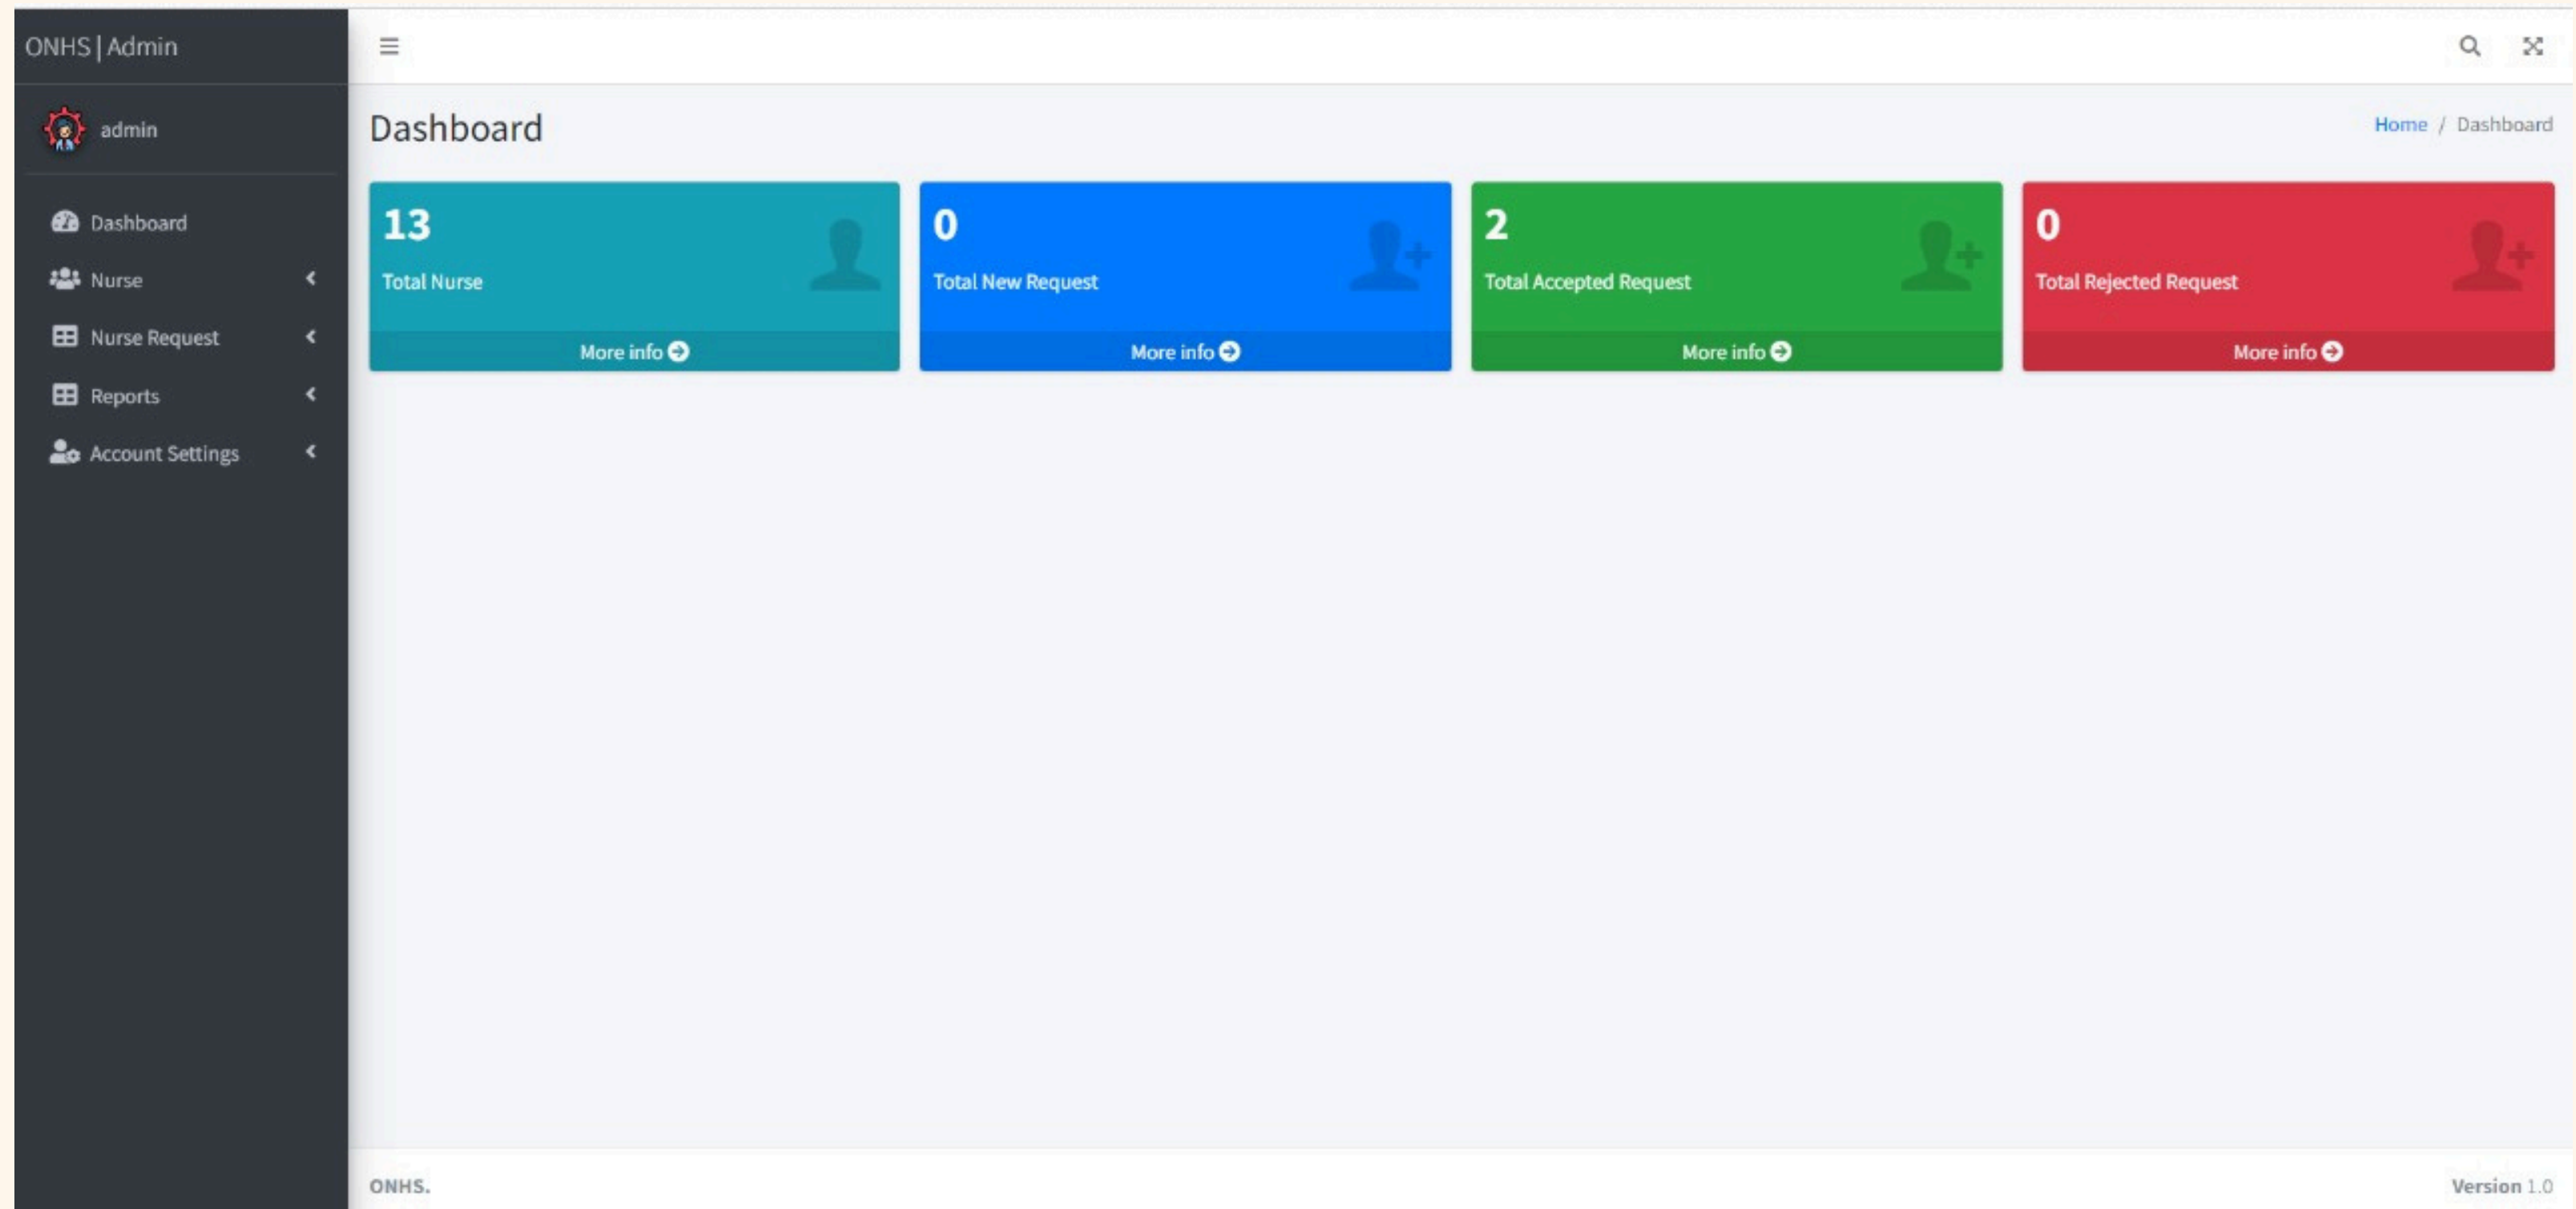 ONHS | Admin
admin
Dashboard
Nurse
Nurse Request
Reports
Account Settings
Dashboard
Home / Dashboard
13
Total Nurse
More info
0
Total New Request
More info
2
Total Accepted Request
More info
0
Total Rejected Request
More info
ONHS.
Version 1.0